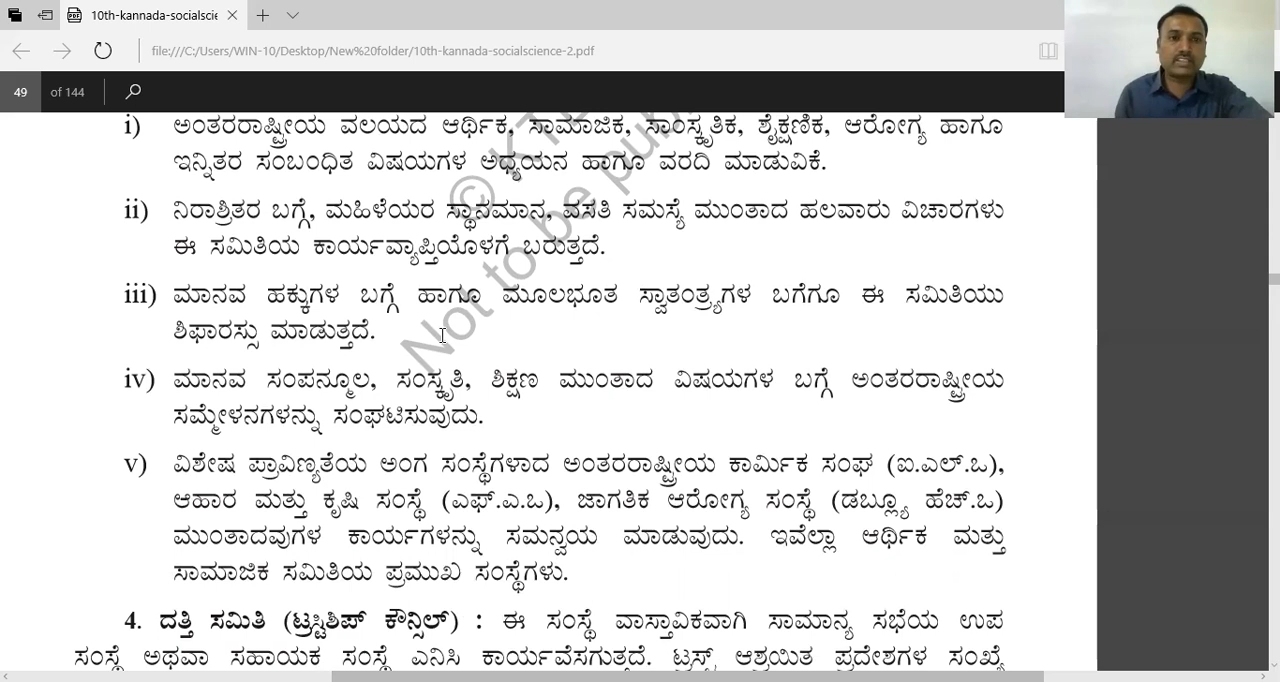 10th-kannada-socialscie
file:///C:/Users/WIN-10/Desktop/New%20folder/10th-kannada-socialscience-2.pdf
49 of 144
i) ಅಂತರರಾಷ್ಟ್ರೀಯ ವಲಯದ ಆರ್ಥಿಕ, ಸಾಮಾಜಿಕ, ಸಾಂಸ್ಕೃತಿಕ, ಶೈಕ್ಷಣಿಕ, ಆರೋಗ್ಯ ಹಾಗೂ
ಇನ್ನಿತರ ಸಂಬಂಧಿತ ವಿಷಯಗಳ ಅಧ್ಯಯನ ಹಾಗೂ ವರದಿ ಮಾಡುವಿಕೆ.
ii) ನಿರಾಶ್ರಿತರ ಬಗ್ಗೆ, ಮಹಿಳೆಯರ ಸ್ಥಾನಮಾನ, ವಸತಿ ಸಮಸ್ಯೆ ಮುಂತಾದ ಹಲವಾರು ವಿಚಾರಗಳು
ಈ ಸಮಿತಿಯ ಕಾರ್ಯವ್ಯಾಪ್ತಿಯೊಳಗೆ ಬರುತ್ತದೆ.
iii) ಮಾನವ ಹಕ್ಕುಗಳ ಬಗ್ಗೆ ಹಾಗೂ ಮೂಲಭೂತ ಸ್ವಾತಂತ್ರ್ಯಗಳ ಬಗೆಗೂ ಈ ಸಮಿತಿಯು
ಶಿಫಾರಸ್ಸು ಮಾಡುತ್ತದೆ.
iv) ಮಾನವ ಸಂಪನ್ಮೂಲ, ಸಂಸ್ಕೃತಿ, ಶಿಕ್ಷಣ ಮುಂತಾದ ವಿಷಯಗಳ ಬಗ್ಗೆ ಅಂತರರಾಷ್ಟ್ರೀಯ
ಸಮ್ಮೇಳನಗಳನ್ನು ಸಂಘಟಿಸುವುದು.
v) ವಿಶೇಷ ಪ್ರಾವಿಣ್ಯತೆಯ ಅಂಗ ಸಂಸ್ಥೆಗಳಾದ ಅಂತರರಾಷ್ಟ್ರೀಯ ಕಾರ್ಮಿಕ ಸಂಘ (ಐ.ಎಲ್.ಒ),
ಆಹಾರ ಮತ್ತು ಕೃಷಿ ಸಂಸ್ಥೆ (ಎಫ್.ಎ.ಒ), ಜಾಗತಿಕ ಆರೋಗ್ಯ ಸಂಸ್ಥೆ (ಡಬ್ಲ್ಯೂ ಹೆಚ್.ಒ)
ಮುಂತಾದವುಗಳ ಕಾರ್ಯಗಳನ್ನು ಸಮನ್ವಯ ಮಾಡುವುದು. ಇವೆಲ್ಲಾ ಆರ್ಥಿಕ ಮತ್ತು
ಸಾಮಾಜಿಕ ಸಮಿತಿಯ ಪ್ರಮುಖ ಸಂಸ್ಥೆಗಳು.
4. ದತ್ತಿ ಸಮಿತಿ (ಟ್ರಸ್ಟಿಶಿಪ್ ಕೌನ್ಸಿಲ್) : ಈ ಸಂಸ್ಥೆ ವಾಸ್ತಾವಿಕವಾಗಿ ಸಾಮಾನ್ಯ ಸಭೆಯ ಉಪ
ಸಂಸ್ಥೆ ಅಥವಾ ಸಹಾಯಕ ಸಂಸ್ಥೆ ಎನಿಸಿ ಕಾರ್ಯವೆಸಗುತ್ತದೆ. ಟ್ರಸ್ಟ್ ಆಶ್ರಯಿತ ಪ್ರದೇಶಗಳ ಸಂಖ್ಯೆ
Not to be